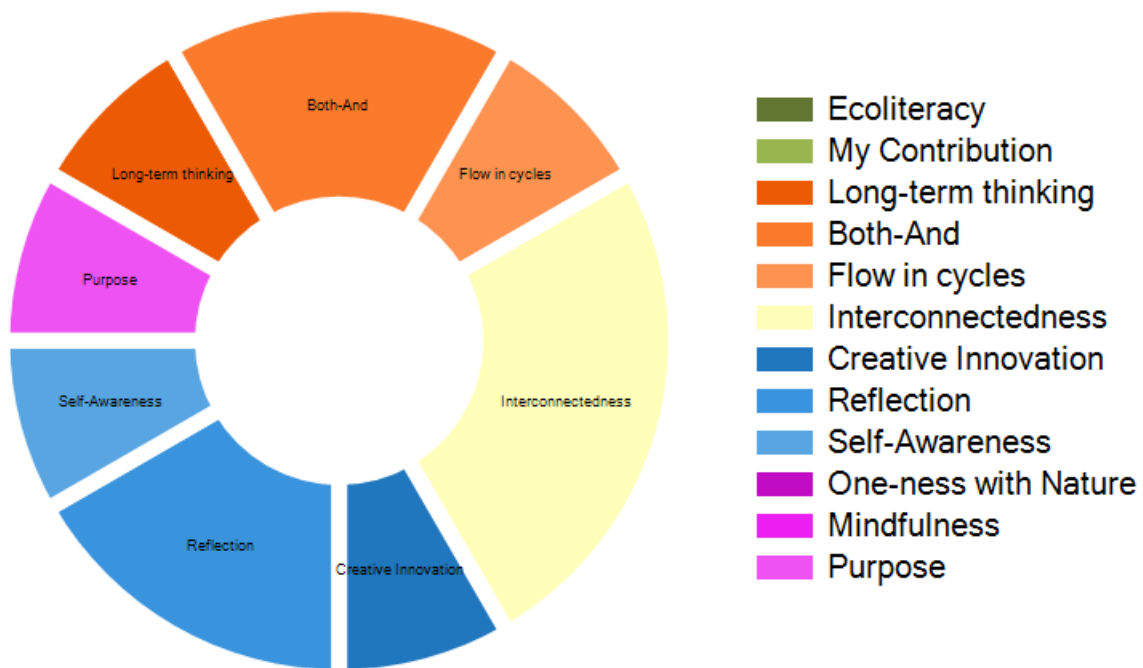 Both-And
Long-term thinking
Flow in cycles
Purpose
Self-Awareness
Interconnectedness
Reflection
Creative Innovation
Ecoliteracy
My Contribution
Long-term thinking
Both-And
Flow in cycles
Interconnectedness
Creative Innovation
Reflection
Self-Awareness
One-ness with Nature
Mindfulness
Purpose